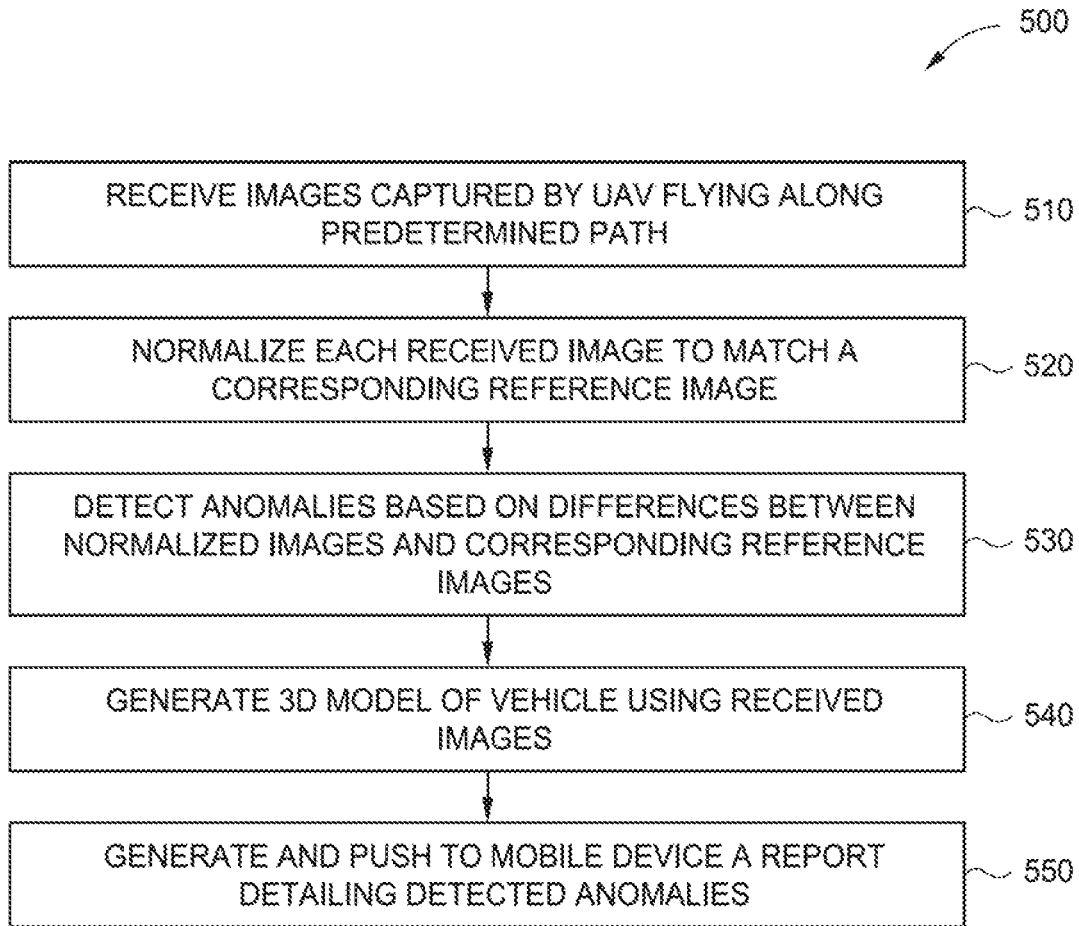 500
RECEIVE IMAGES CAPTURED BY UAV FLYING ALONG
PREDETERMINED PATH
510
NORMALIZE EACH RECEIVED IMAGE TO MATCH A
CORRESPONDING REFERENCE IMAGE
520
DETECT ANOMALIES BASED ON DIFFERENCES BETWEEN
NORMALIZED IMAGES AND CORRESPONDING REFERENCE
IMAGES
530
GENERATE 3D MODEL OF VEHICLE USING RECEIVED
IMAGES
540
GENERATE AND PUSH TO MOBILE DEVICE A REPORT
DETAILING DETECTED ANOMALIES
550